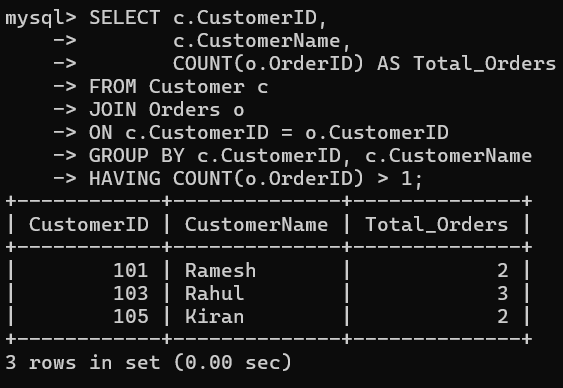 mysql> SELECT c.CustomerID,
    ->        c.CustomerName,
    ->        COUNT(o.OrderID) AS Total_Orders
    -> FROM Customer c
    -> JOIN Orders o
    -> ON c.CustomerID = o.CustomerID
    -> GROUP BY c.CustomerID, c.CustomerName
    -> HAVING COUNT(o.OrderID) > 1;
+------------+--------------+--------------+
| CustomerID | CustomerName | Total_Orders |
+------------+--------------+--------------+
|        101 | Ramesh       |            2 |
|        103 | Rahul        |            3 |
|        105 | Kiran        |            2 |
+------------+--------------+--------------+
3 rows in set (0.00 sec)